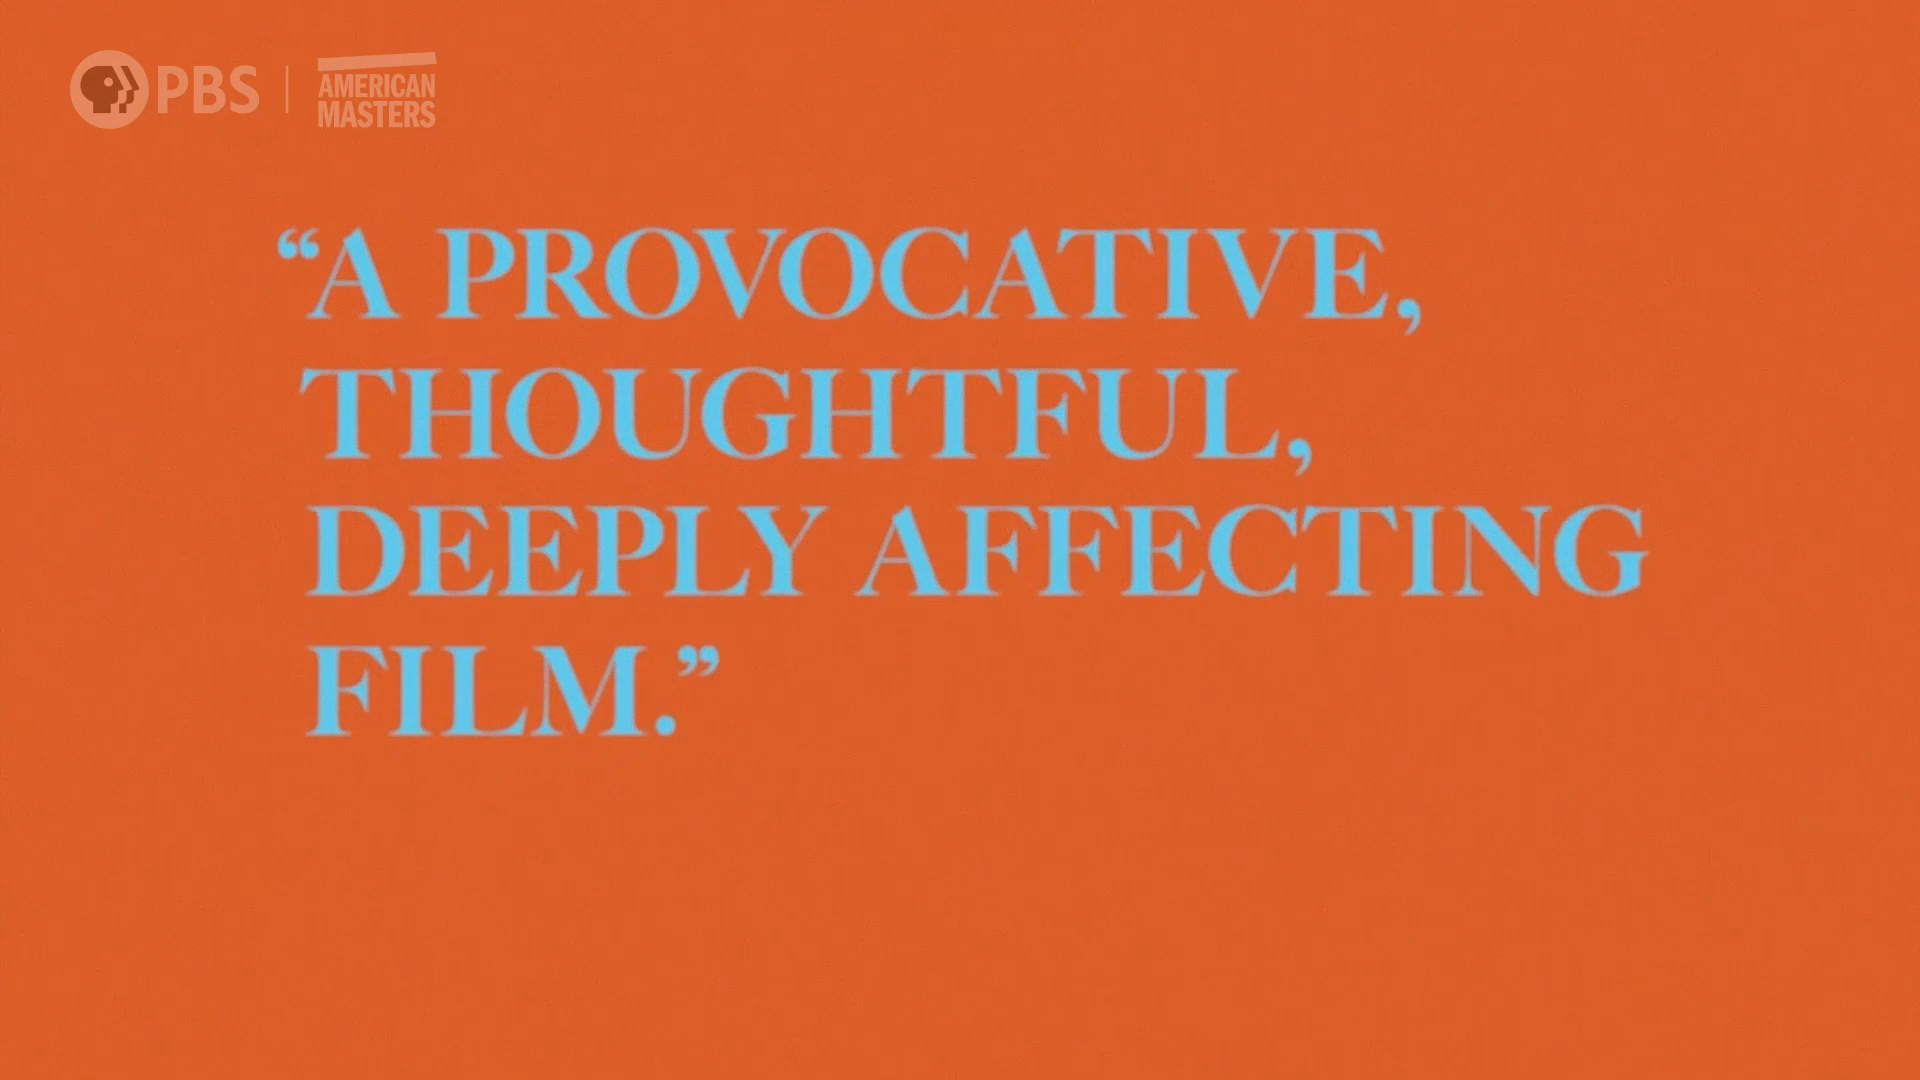 PBS
AMERICAN
MASTERS
“A PROVOCATIVE,
THOUGHTFUL,
DEEPLY AFFECTING
FILM.”